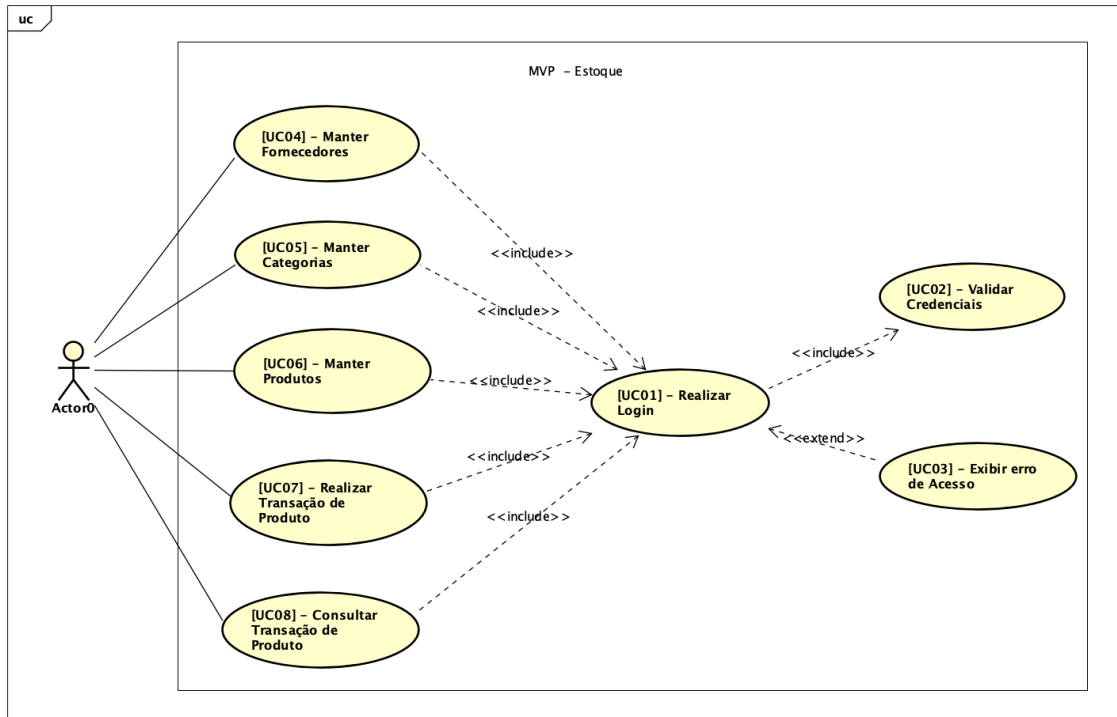 uc
MVP - Estoque
[UC04] - Manter
Fornecedores
<<include>>
[UC05] - Manter
Categorias
<<include>>
[UC06] - Manter
Produtos
<<include>>
Actor0
[UC01] - Realizar
Login
<<include>>
[UC02] - Validar
Credenciais
<<extend>>
[UC03] - Exibir erro
de Acesso
[UC07] - Realizar
Transação de
Produto
<<include>>
[UC08] - Consultar
Transação de
Produto
<<include>>